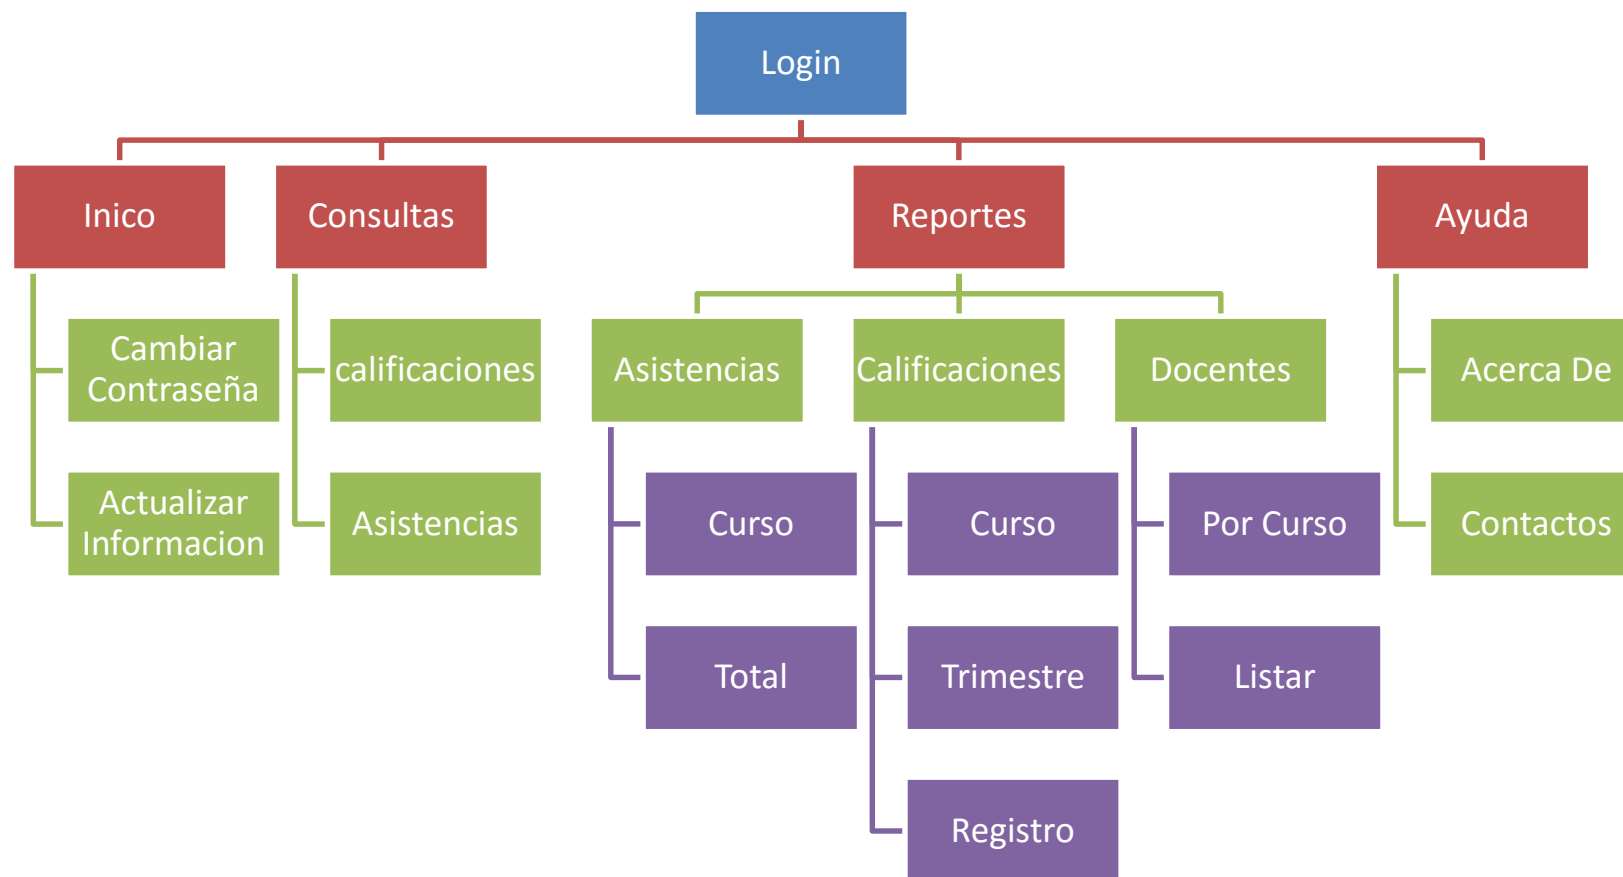 Login
Inico
Consultas
Reportes
Ayuda
Cambiar
Contraseña
calificaciones
Asistencias
Calificaciones
Docentes
Acerca De
Actualizar
Informacion
Asistencias
Curso
Curso
Por Curso
Contactos
Total
Trimestre
Listar
Registro